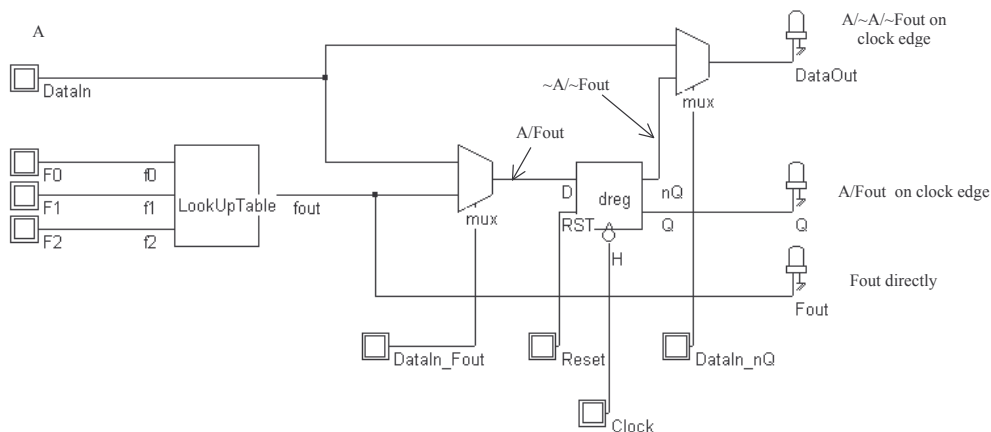 A/~A/~Fout on
clock edge
A
DataIn
DataOut
mux
~A/~Fout
A/Fout
F0
f0
F1
f1
LookUpTable
fout
F2
f2
mux
D
nQ
dreg
RST
Q
H
A/Fout on clock edge
Q
Fout directly
Fout
DataIn_Fout
Reset
DataIn_nQ
Clock